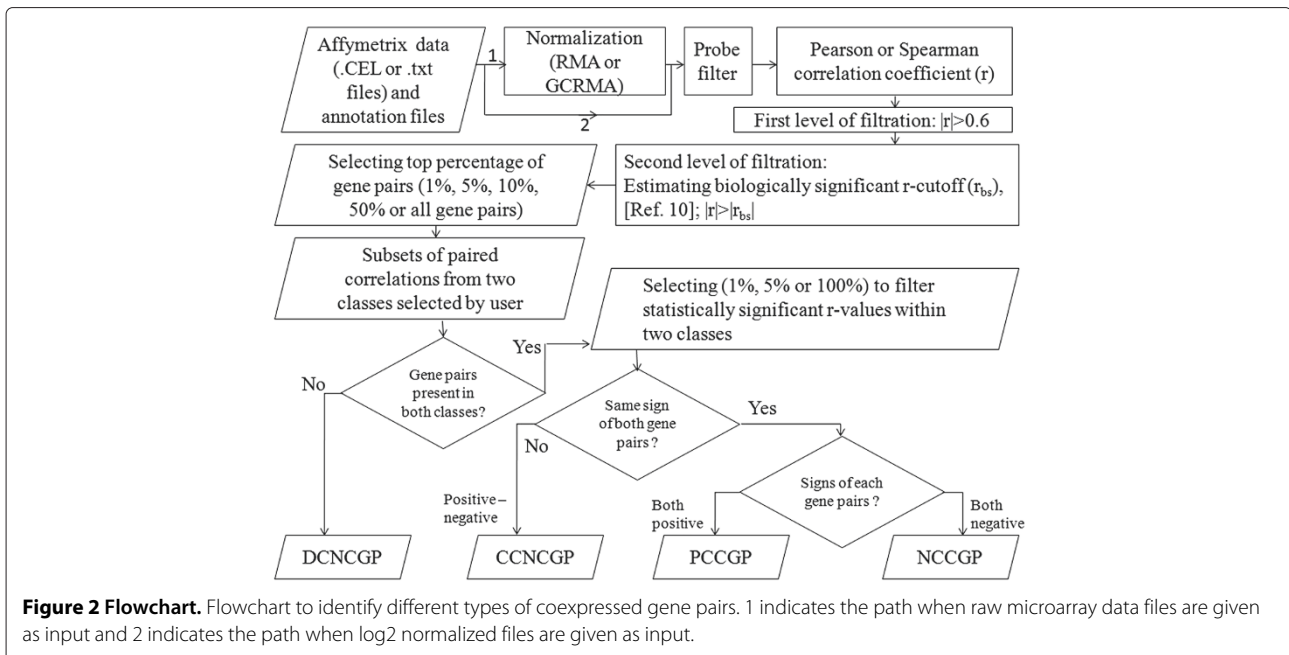 Affymetrix data
(.CEL or .txt
files) and
annotation files
1
2
Normalization
(RMA or
GCRMA)
Probe
filter
Pearson or Spearman
correlation coefficient (r)
First level of filtration: |r|>0.6
Second level of filtration:
Estimating biologically significant r-cutoff (rbs),
[Ref. 10]; |r|>|rbs|
Selecting top percentage of
gene pairs (1%, 5%, 10%,
50% or all gene pairs)
Subsets of paired
correlations from two
classes selected by user
Gene pairs
present in
both classes?
No
Yes
Selecting (1%, 5% or 100%) to filter
statistically significant r-values within
two classes
Same sign
of both gene
pairs ?
No
Yes
Positive–
negative
Signs of each
gene pairs ?
Both
positive
Both
negative
DCNCGP
CCNCGP
PCCGP
NCCGP
Figure 2 Flowchart. Flowchart to identify different types of coexpressed gene pairs. 1 indicates the path when raw microarray data files are given
as input and 2 indicates the path when log2 normalized files are given as input.